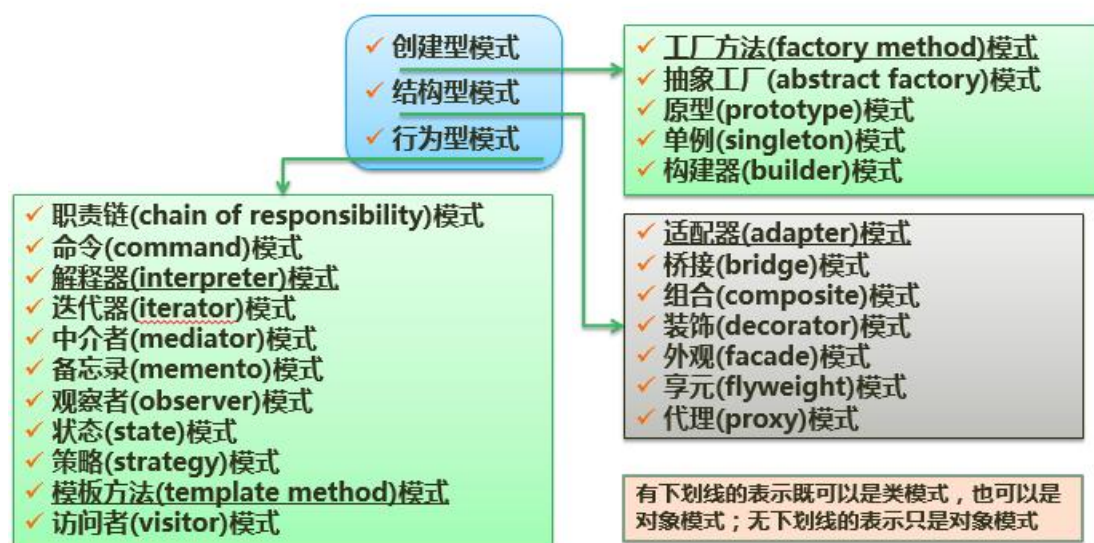 ✓ 创建型模式
✓ 结构型模式
✓ 行为型模式
✓ 工厂方法(factory method)模式
✓ 抽象工厂(abstract factory)模式
✓ 原型(prototype)模式
✓ 单例(singleton)模式
✓ 构建器(builder)模式
✓ 职责链(chain of responsibility)模式
✓ 命令(command)模式
✓ 解释器(interpreter)模式
✓ 迭代器(iterator)模式
✓ 中介者(mediator)模式
✓ 备忘录(memento)模式
✓ 观察者(observer)模式
✓ 状态(state)模式
✓ 策略(strategy)模式
✓ 模板方法(template method)模式
✓ 访问者(visitor)模式
✓ 适配器(adapter)模式
✓ 桥接(bridge)模式
✓ 组合(composite)模式
✓ 装饰(decorator)模式
✓ 外观(facade)模式
✓ 享元(flyweight)模式
✓ 代理(proxy)模式
有下划线的表示既可以是类模式，也可以是
对象模式；无下划线的表示只是对象模式